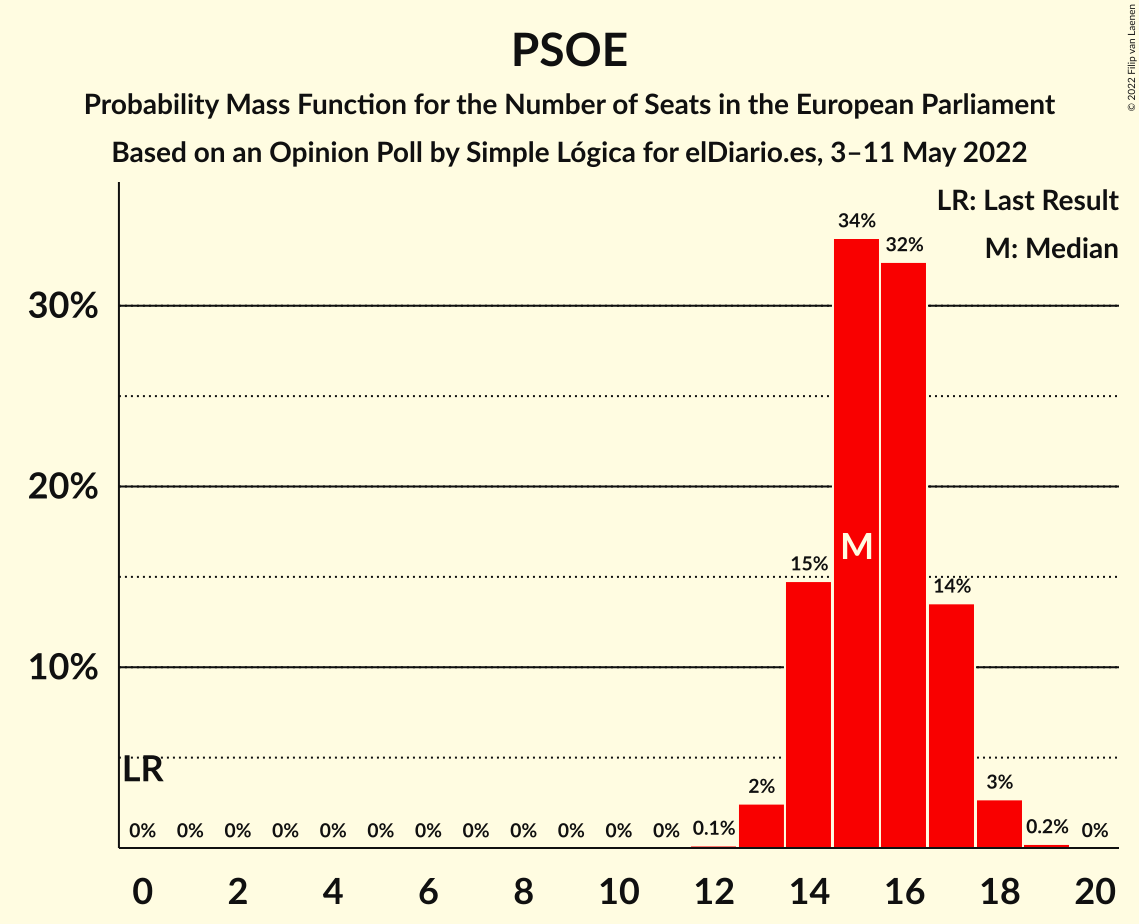 PSOE
Probability Mass Function for the Number of Seats in the European Parliament
Based on an Opinion Poll by Simple Lógica for elDiario.es, 3–11 May 2022
© 2022 Filip van Laenen
LR: Last Result
M: Median
34%
32%
30%
20%
M
15%
14%
10%
LR
2%
3%
0% 0% 0% 0% 0% 0% 0% 0% 0% 0% 0% 0% 0.1% 0.2% 0%
0 2 4 6 8 10 12 14 16 18 20